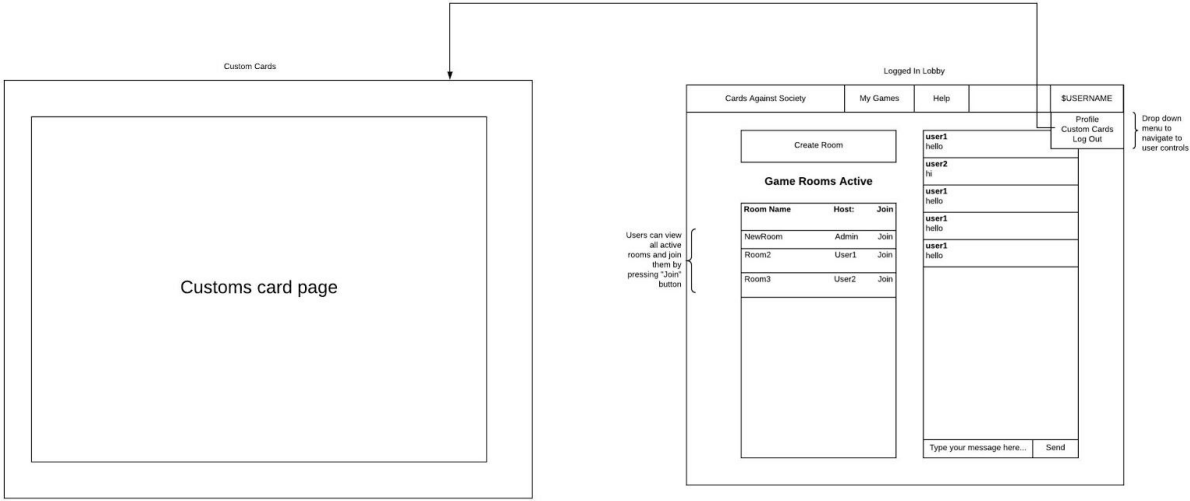 Custom Cards
Customs card page
Logged In Lobby
Cards Against Society My Games Help $USERNAME
Profile
Custom Cards
Log Out
Drop down
menu to
navigate to
user controls
Create Room
Game Rooms Active
Room Name Host: Join
NewRoom Admin Join
Room2 User1 Join
Room3 User2 Join
Users can view
all active
rooms and join
them by
pressing "Join"
button
user1
hello
user2
hi
user1
hello
user1
hello
user1
hello
Type your message here... Send